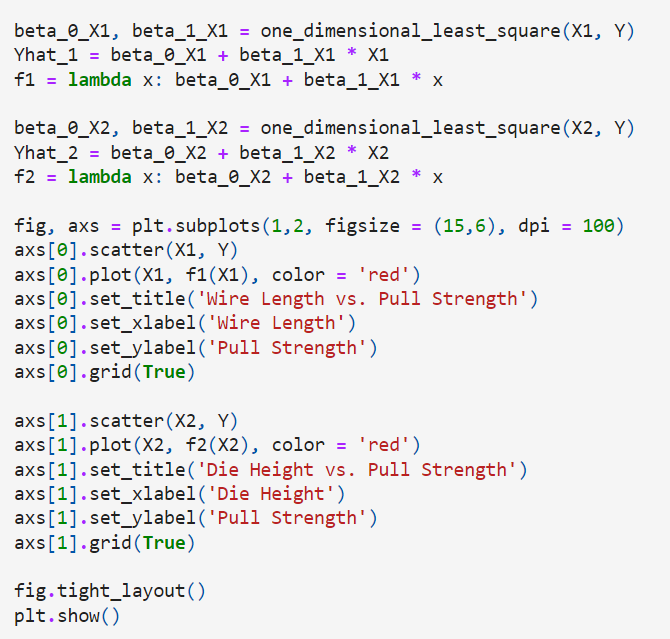 beta_0_X1, beta_1_X1 = one_dimensional_least_square(X1, Y)
Yhat_1 = beta_0_X1 + beta_1_X1 * X1
f1 = lambda x: beta_0_X1 + beta_1_X1 * x

beta_0_X2, beta_1_X2 = one_dimensional_least_square(X2, Y)
Yhat_2 = beta_0_X2 + beta_1_X2 * X2
f2 = lambda x: beta_0_X2 + beta_1_X2 * x

fig, axs = plt.subplots(1,2, figsize = (15,6), dpi = 100)
axs[0].scatter(X1, Y)
axs[0].plot(X1, f1(X1), color = 'red')
axs[0].set_title('Wire Length vs. Pull Strength')
axs[0].set_xlabel('Wire Length')
axs[0].set_ylabel('Pull Strength')
axs[0].grid(True)

axs[1].scatter(X2, Y)
axs[1].plot(X2, f2(X2), color = 'red')
axs[1].set_title('Die Height vs. Pull Strength')
axs[1].set_xlabel('Die Height')
axs[1].set_ylabel('Pull Strength')
axs[1].grid(True)

fig.tight_layout()
plt.show()